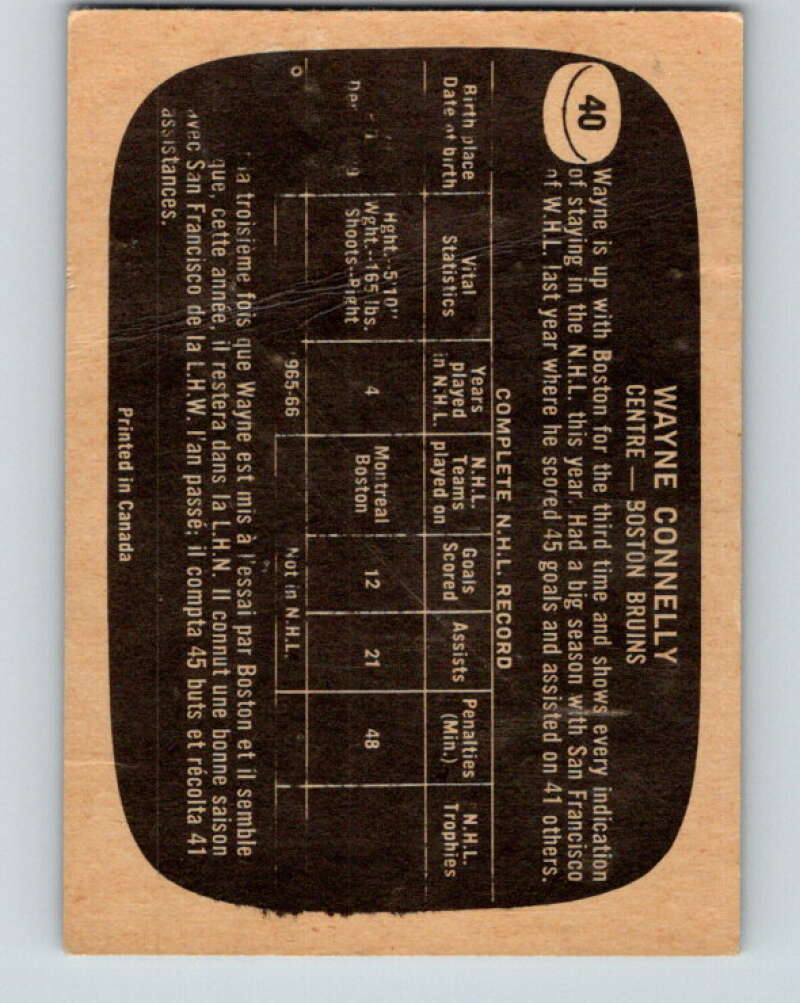 40
WAYNE CONNELLY
CENTRE — BOSTON BRUINS
Wayne is up with Boston for the third time and shows every indication
of staying in the N.H.L. this year. Had a big season with San Francisco
of W.H.L. last year where he scored 45 goals and assisted on 41 others.
COMPLETE N.H.L. RECORD
Birth place Date of birth Vital Statistics Years played in N.H.L. N.H.L. Teams played on Goals Scored Assists Penalties (Min.) N.H.L. Trophies
Hght.--5'10" Wght.--165 lbs. Shoots--Right 4 Montreal Boston 12 21 48
965-66 Not in N.H.L.
troisième fois que Wayne est mis à l'essai par Boston et il semble
que, cette année, il restera dans la L.H.N. Il connut une bonne saison
avec San Francisco de la L.H.W. l'an passé; il compta 45 buts et récolta 41
assistances.
Printed in Canada